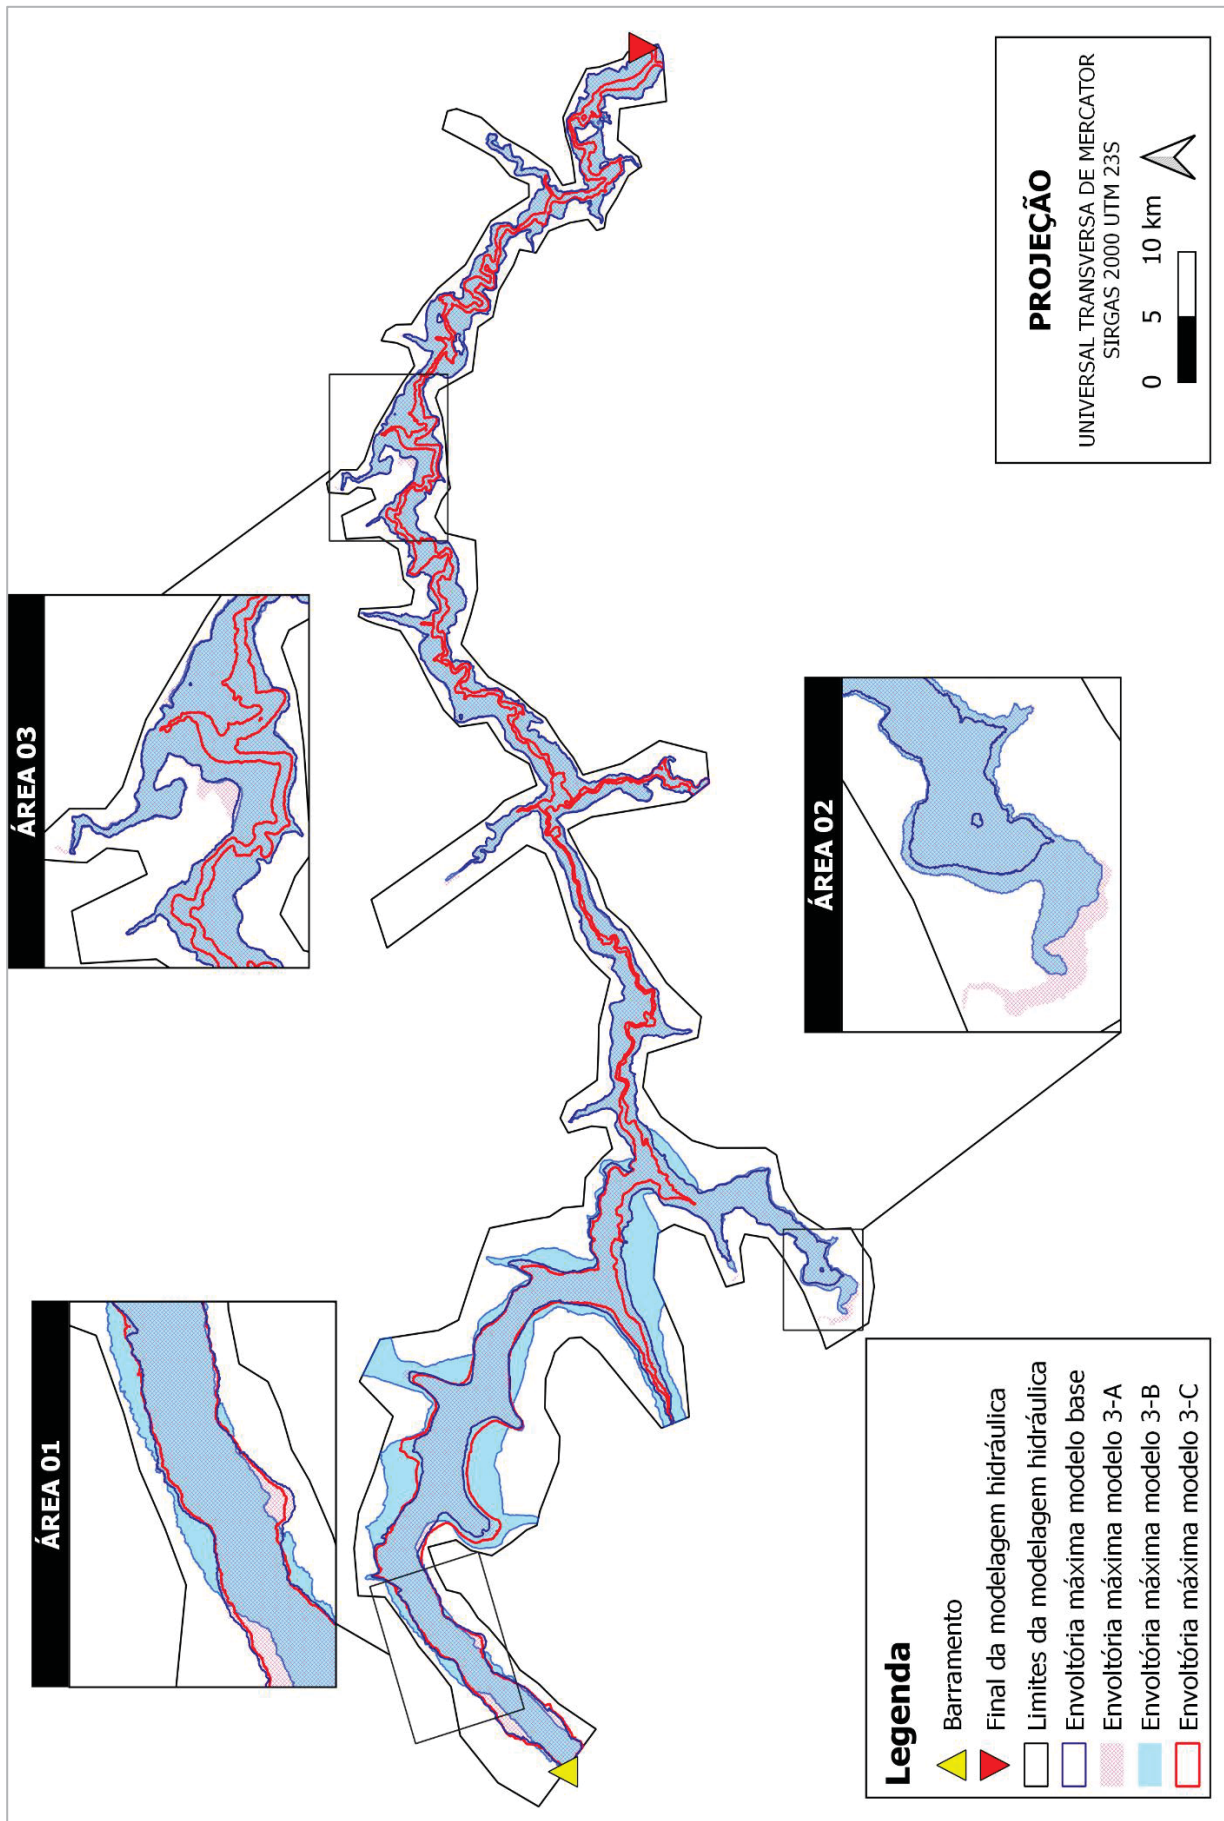 ÁREA 01
ÁREA 03
ÁREA 02
Legenda
Barramento
Final da modelagem hidráulica
Limites da modelagem hidráulica
Envoltória máxima modelo base
Envoltória máxima modelo 3-A
Envoltória máxima modelo 3-B
Envoltória máxima modelo 3-C
PROJEÇÃO
UNIVERSAL TRANSVERSA DE MERCATOR
SIRGAS 2000 UTM 23S
0 5 10 km